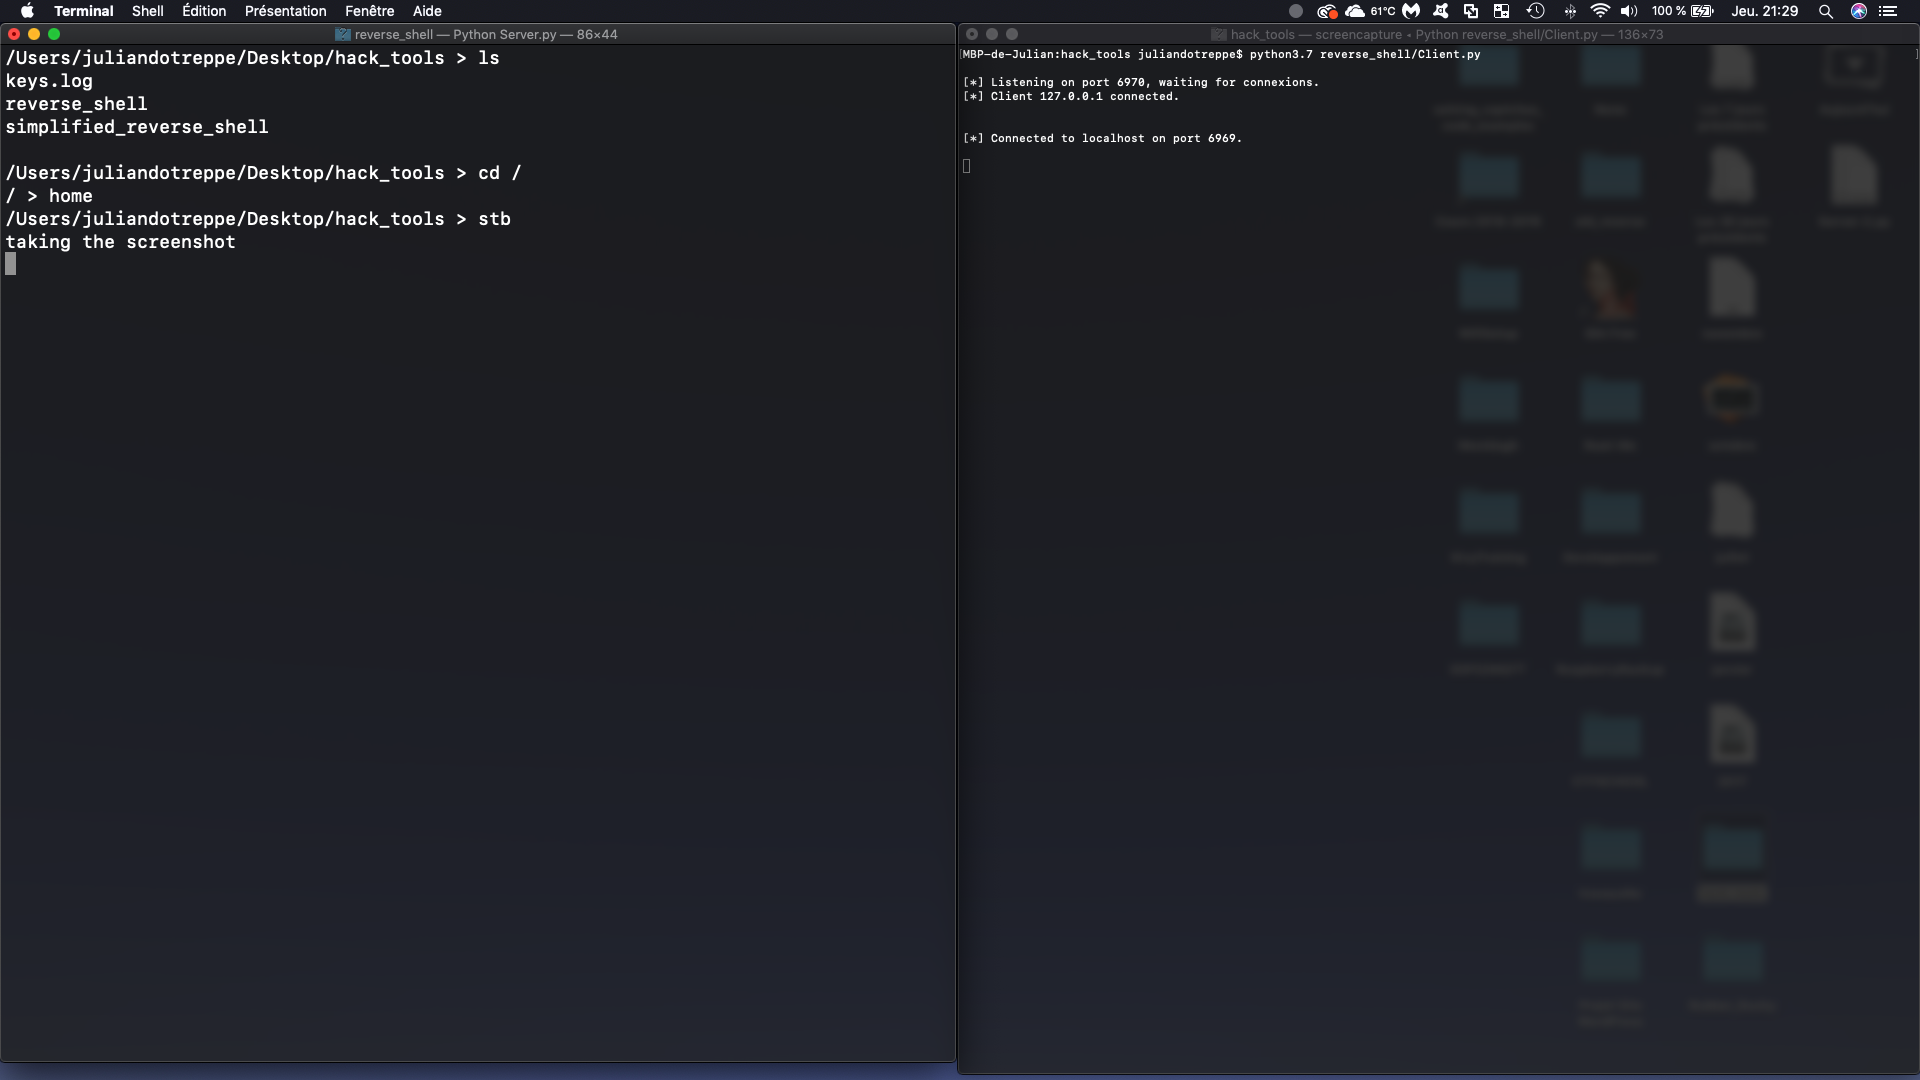 Terminal Shell Édition Présentation Fenêtre Aide 61°C 100 % Jeu. 21:29
reverse_shell — Python Server.py — 86×44
/Users/juliandotreppe/Desktop/hack_tools > ls
keys.log
reverse_shell
simplified_reverse_shell
/Users/juliandotreppe/Desktop/hack_tools > cd /
/ > home
/Users/juliandotreppe/Desktop/hack_tools > stb
taking the screenshot
hack_tools — screencapture ◂ Python reverse_shell/Client.py — 136×73
[MBP-de-Julian:hack_tools juliandotreppe$ python3.7 reverse_shell/Client.py ]
[*] Listening on port 6970, waiting for connexions.
[*] Client 127.0.0.1 connected.
[*] Connected to localhost on port 6969.